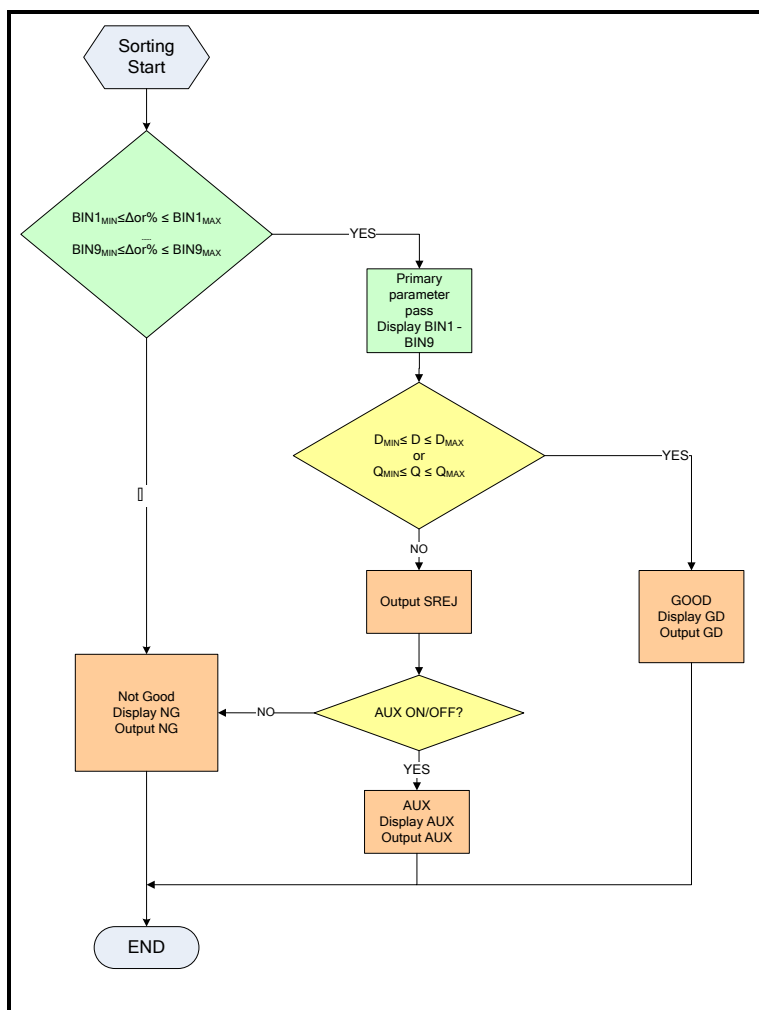 Sorting
Start
BIN1MIN≤Δor% ≤ BIN1MAX
....
BIN9MIN≤Δor% ≤ BIN9MAX
YES
Primary
parameter
pass
Display BIN1 -
BIN9
DMIN≤ D ≤ DMAX
or
QMIN≤ Q ≤ QMAX
YES
NO
Output SREJ
GOOD
Display GD
Output GD
Not Good
Display NG
Output NG
NO
AUX ON/OFF?
YES
AUX
Display AUX
Output AUX
END